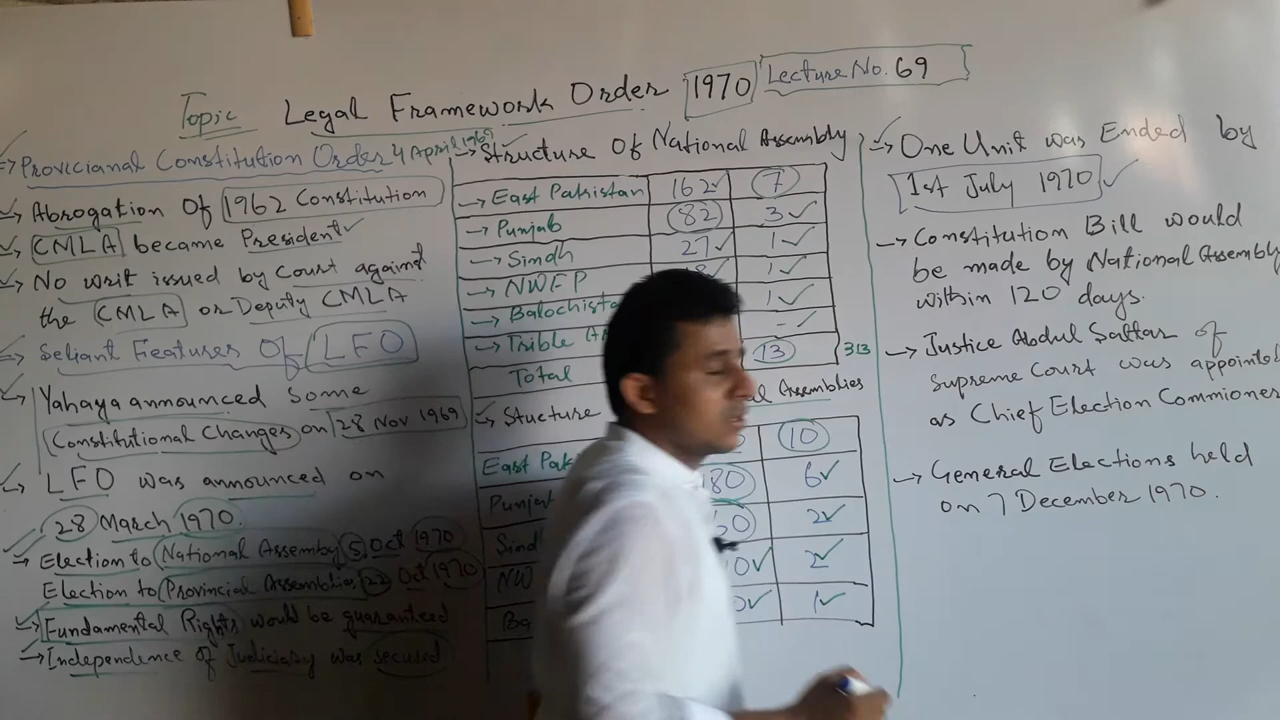 Topic Legal Framework Order 1970 Lecture No. 69
→ Proviccianal Constitution Order 4 April 1969
→ Abrogation Of 1962 Constitution
→ CMLA became President
→ No writ issued by Court against
the CMLA or Deputy CMLA
→ Seliant Features Of LFO
Yahaya announced Some
Constitutional Changes on 28 Nov 1969
→ LFO was announced on
28 March 1970.
→ Election to National Assembly 5 Oct 1970
Election to Provincial Assemblies 22 Oct 1970
→ Fundamental Rights would be guaranteed
→ Independence of Judiciary was secused
→ Structure Of National Assembly
→ East Pakistan 162 7
→ Punjab 82 3
→ Sindh 27 1
→ NWFP 1
→ Balochista 1
→ Trible -
Total 13 313
→ Stucture Assemblies
East Pak 10
Punjab 180 6
Sind 2
NW 2
Ba 1
→ One Unit was Ended by
1st July 1970
→ Constitution Bill would
be made by National Assembly
within 120 days.
→ Justice Abdul Sattar of
Supreme Court was appointed
as Chief Election Commioner
→ General Elections held
on 7 December 1970.